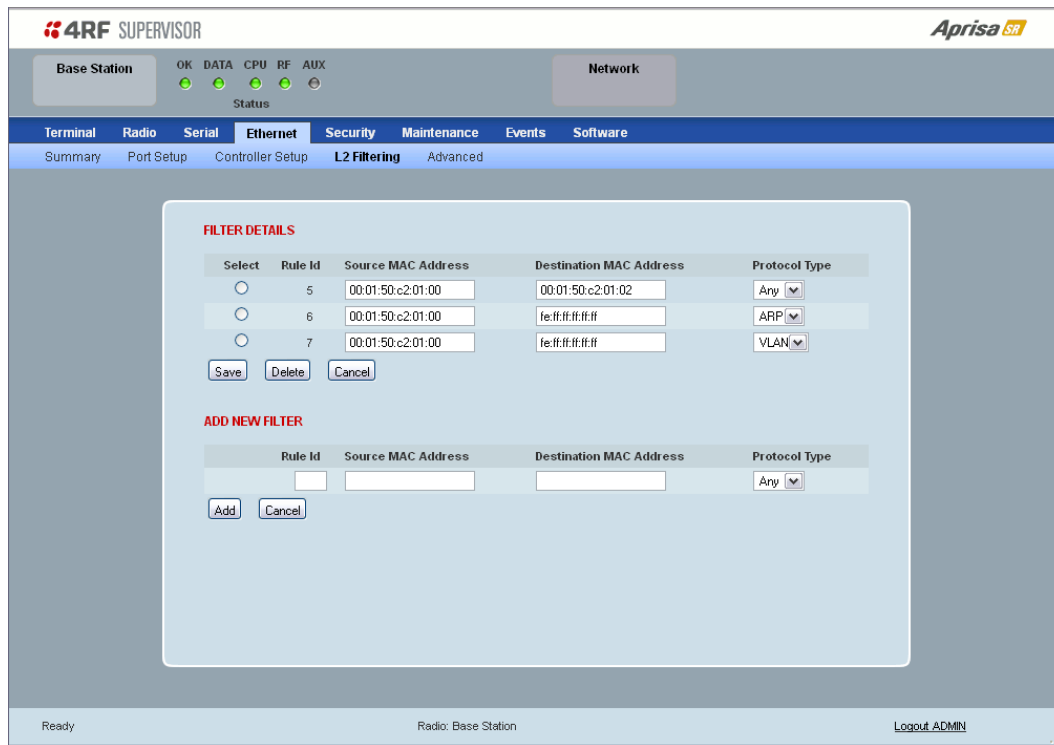 4RF SUPERVISOR
Aprisa SR
Base Station
OK DATA CPU RF AUX
Status
Network
Terminal Radio Serial Ethernet Security Maintenance Events Software
Summary Port Setup Controller Setup L2 Filtering Advanced
FILTER DETAILS
Select Rule Id Source MAC Address Destination MAC Address Protocol Type
5 00:01:50:c2:01:00 00:01:50:c2:01:02 Any
6 00:01:50:c2:01:00 fe:ff:ff:ff:ff:ff ARP
7 00:01:50:c2:01:00 fe:ff:ff:ff:ff:ff VLAN
Save Delete Cancel
ADD NEW FILTER
Rule Id Source MAC Address Destination MAC Address Protocol Type
Any
Add Cancel
Ready Radio: Base Station Logout ADMIN